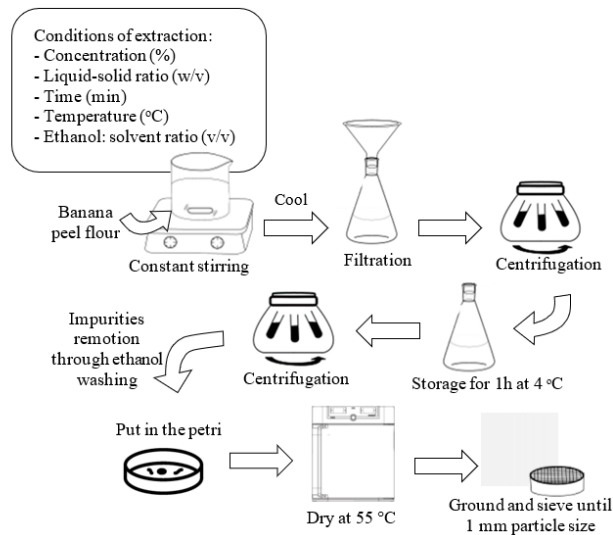 Conditions of extraction:
- Concentration (%)
- Liquid-solid ratio (w/v)
- Time (min)
- Temperature (°C)
- Ethanol: solvent ratio (v/v)
Banana
peel flour
Constant stirring
Cool
Filtration
Centrifugation
Storage for 1h at 4 °C
Centrifugation
Impurities
remotion
through ethanol
washing
Put in the petri
Dry at 55 °C
Ground and sieve until
1 mm particle size